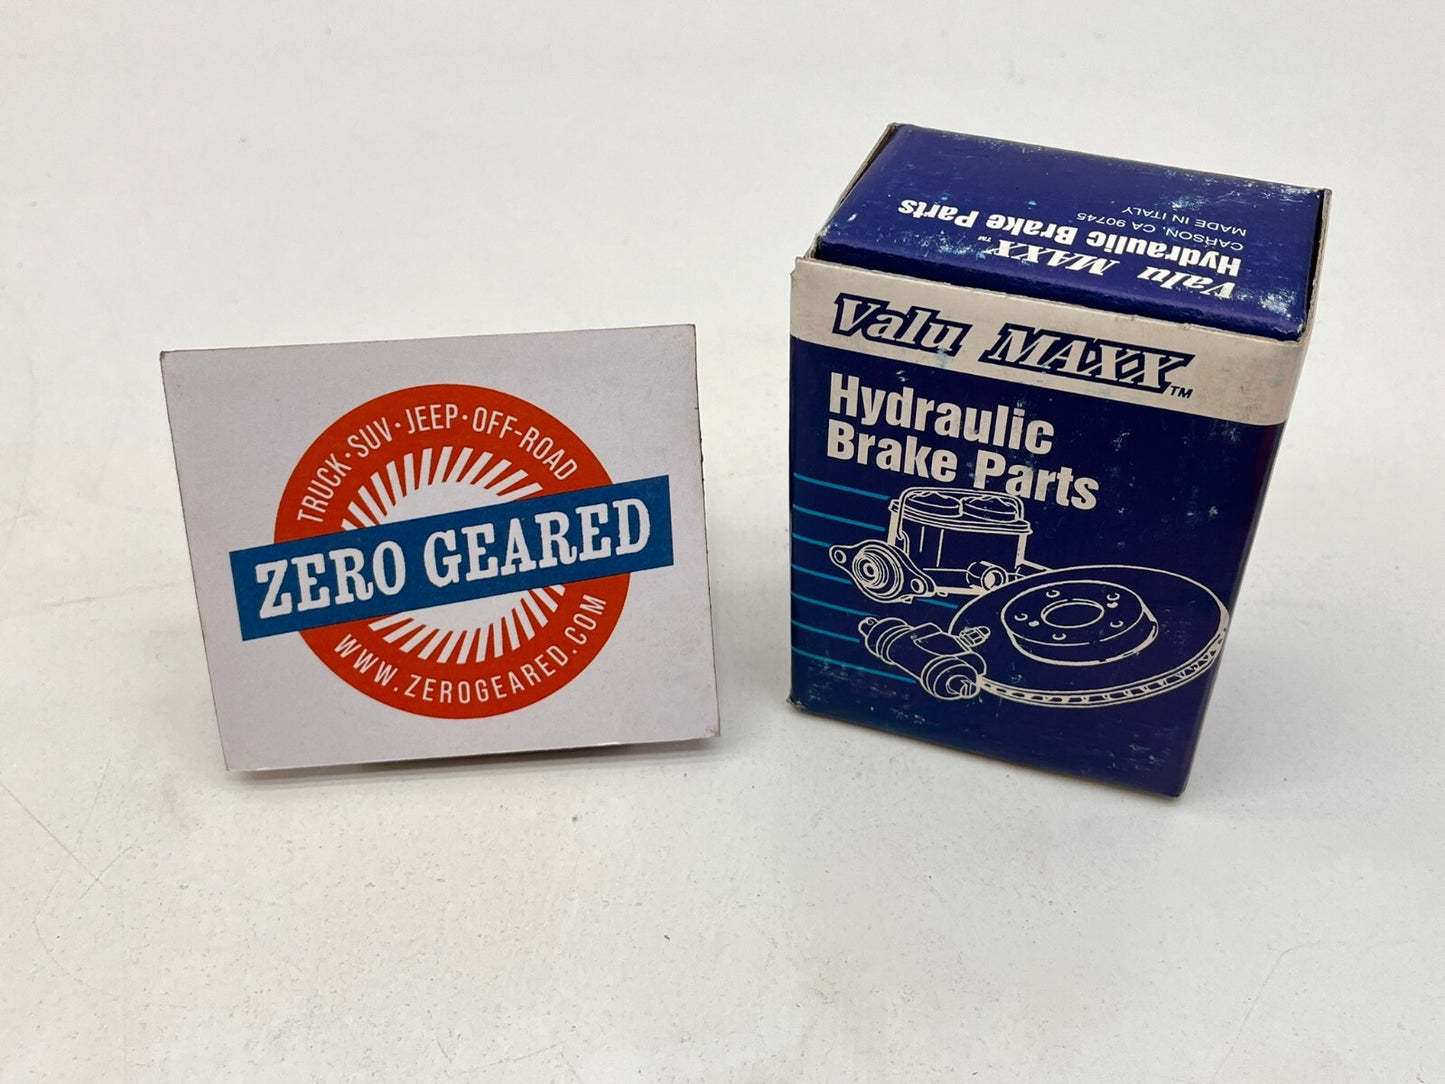 TRUCK·SUV·JEEP·OFF-ROAD
ZERO GEARED
WWW.ZEROGEARED.COM
Valu MAXX™
Hydraulic Brake Parts
CARSON, CA 90745
MADE IN ITALY
Valu MAXX™
Hydraulic
Brake Parts